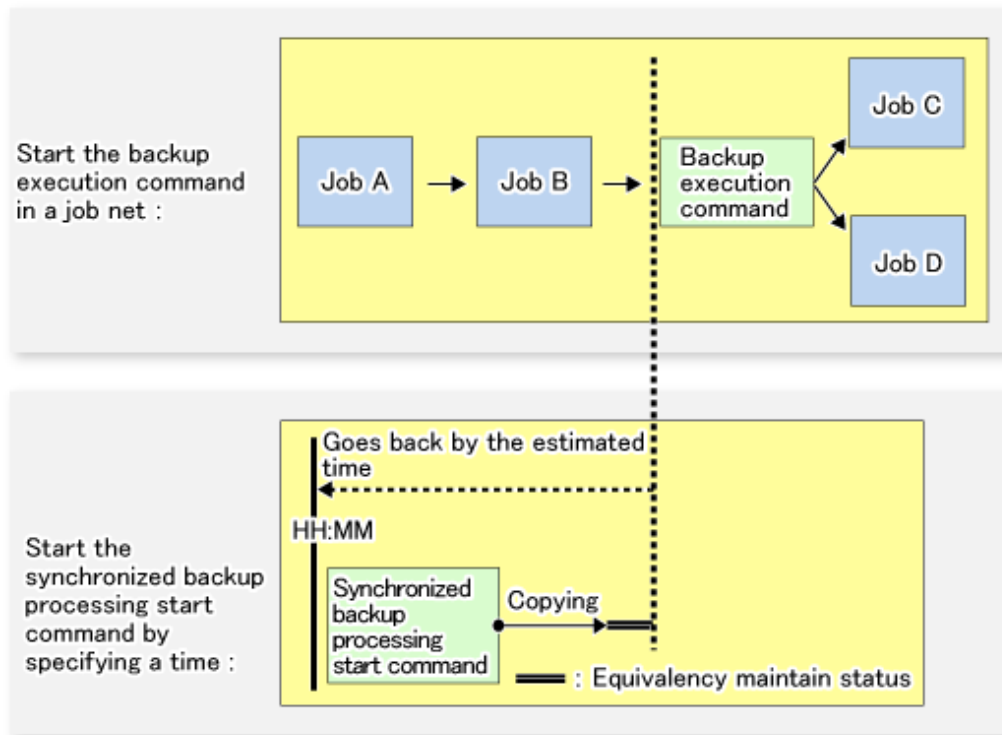 Start the backup
execution command
in a job net :
Job A
Job B
Backup
execution
command
Job C
Job D
Start the
synchronized backup
processing start
command by
specifying a time :
Goes back by the estimated
time
HH:MM
Synchronized
backup
processing
start command
Copying
: Equivalency maintain status